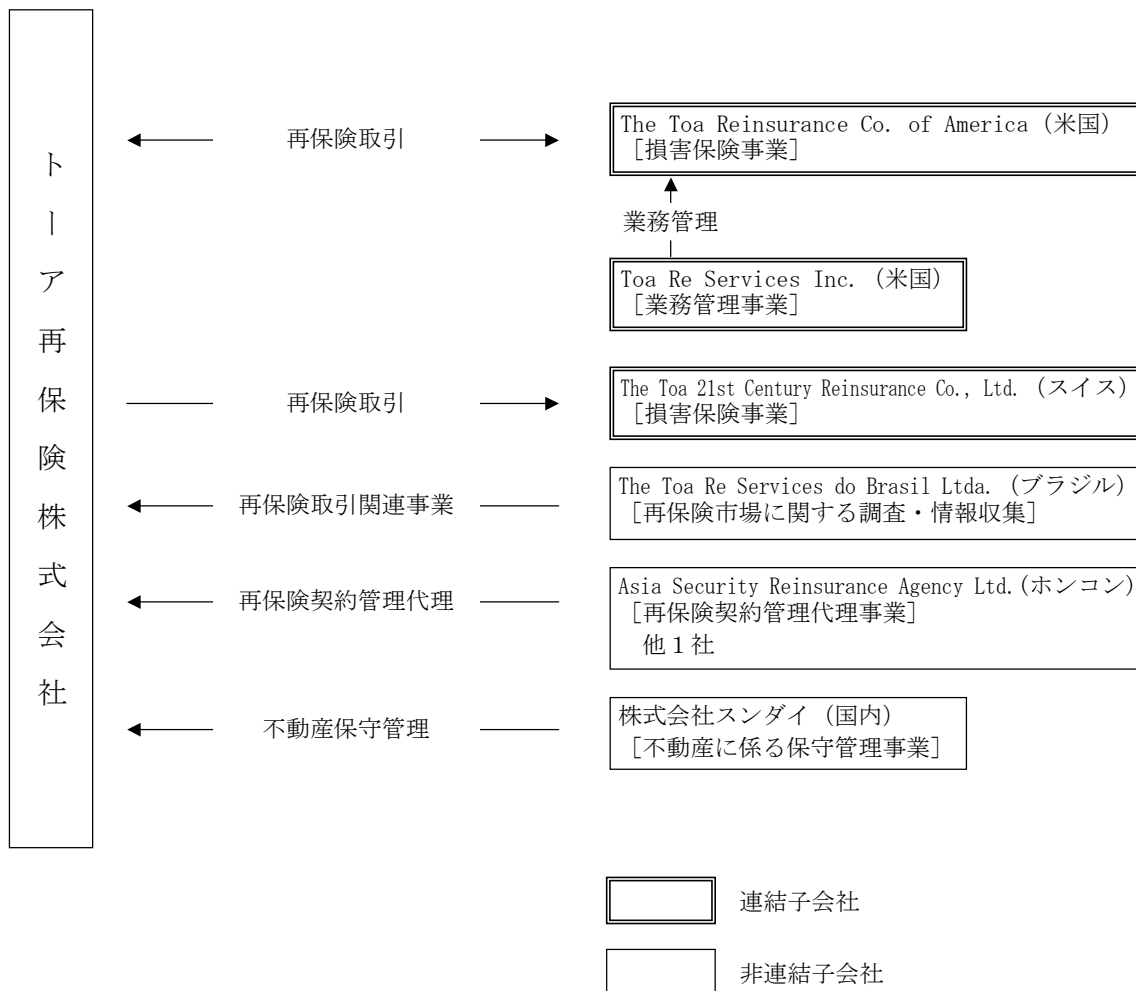 トーア再保険株式会社
再保険取引
The Toa Reinsurance Co. of America（米国）
［損害保険事業］
業務管理
Toa Re Services Inc.（米国）
［業務管理事業］
再保険取引
The Toa 21st Century Reinsurance Co., Ltd.（スイス）
［損害保険事業］
再保険取引関連事業
The Toa Re Services do Brasil Ltda.（ブラジル）
［再保険市場に関する調査・情報収集］
再保険契約管理代理
Asia Security Reinsurance Agency Ltd.(ホンコン)
［再保険契約管理代理事業］
他１社
不動産保守管理
株式会社スンダイ（国内）
［不動産に係る保守管理事業］
連結子会社
非連結子会社